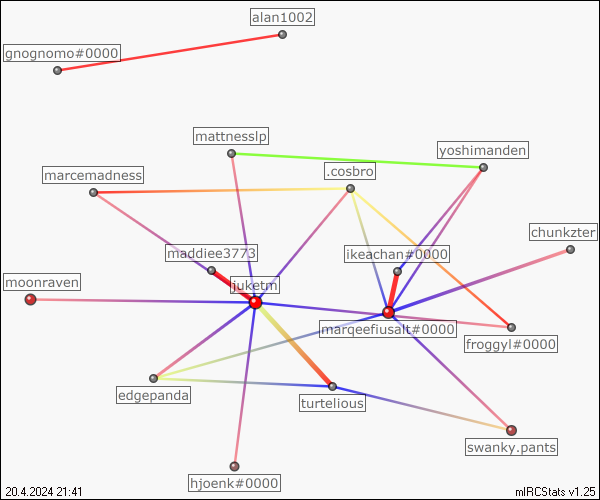 alan1002
gnognomo#0000
mattnesslp
yoshimanden
.cosbro
marcemadness
chunkzter
maddiee3773
ikeachan#0000
moonraven
juketm
marqeefiusalt#0000
froggyl#0000
edgepanda
turtelious
swanky.pants
hjoenk#0000
20.4.2024 21:41
mIRCStats v1.25